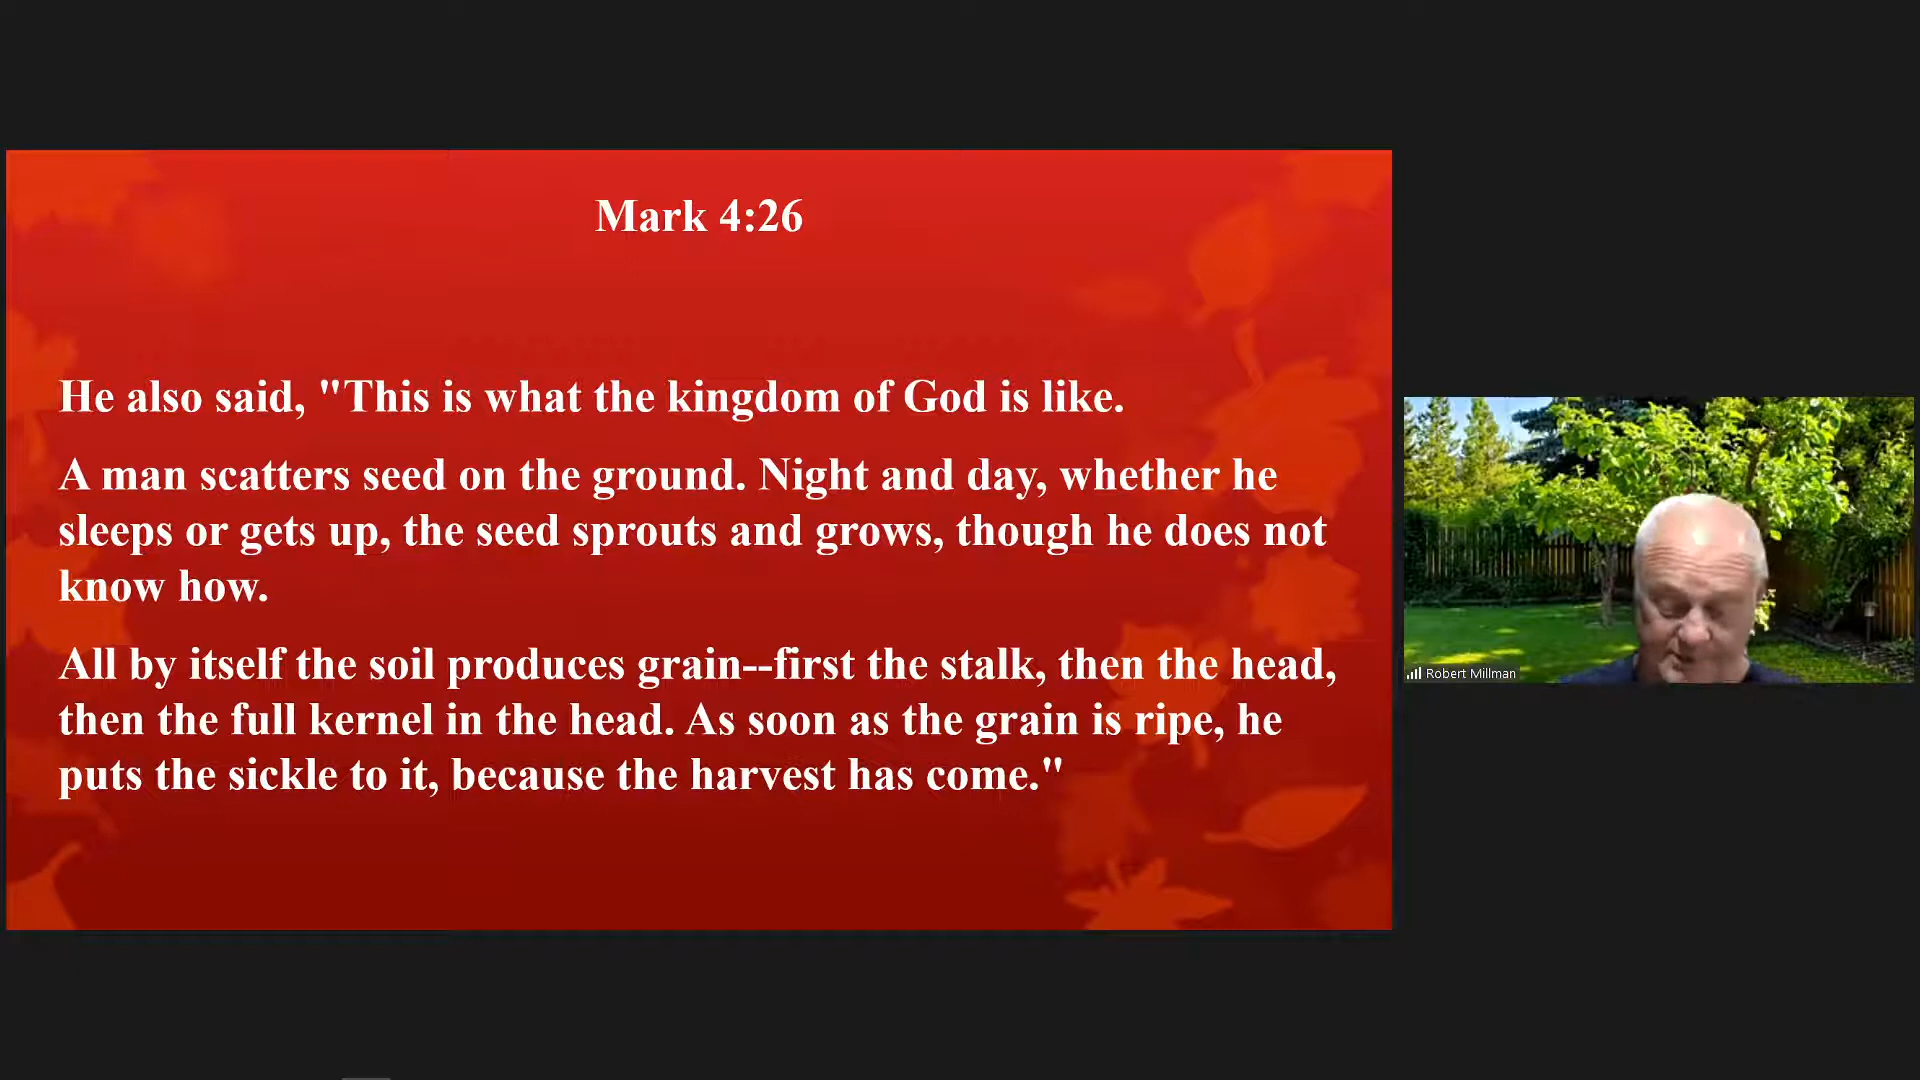 Mark 4:26
He also said, "This is what the kingdom of God is like.
A man scatters seed on the ground. Night and day, whether he
sleeps or gets up, the seed sprouts and grows, though he does not
know how.
All by itself the soil produces grain--first the stalk, then the head,
then the full kernel in the head. As soon as the grain is ripe, he
puts the sickle to it, because the harvest has come."
Robert Millman